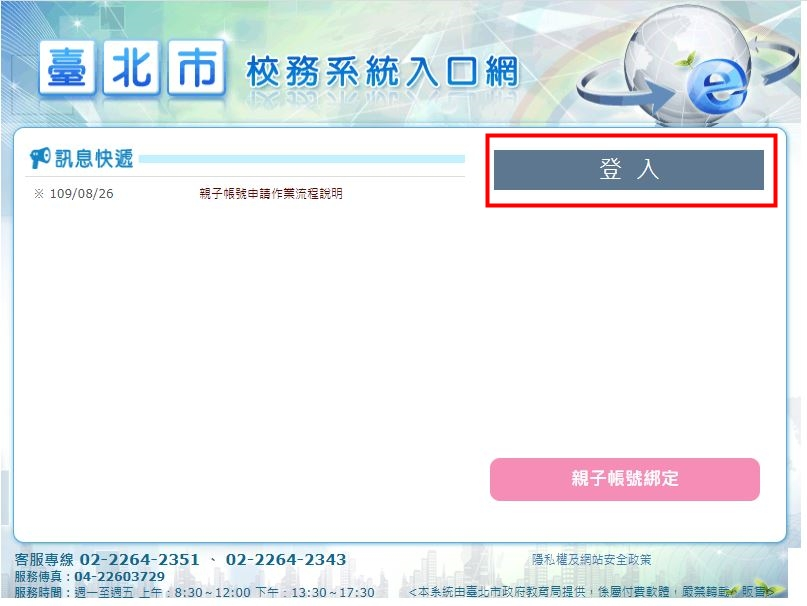 臺北市 校務系統入口網
訊息快遞
登 入
※ 109/08/26 親子帳號申請作業流程說明
親子帳號綁定
客服專線 02-2264-2351 、 02-2264-2343
隱私權及網站安全政策
服務傳真：04-22603729
服務時間：週一至週五 上午：8:30~12:00 下午：13:30~17:30
<本系統由臺北市政府教育局提供，係屬付費軟體，嚴禁轉載、販售>